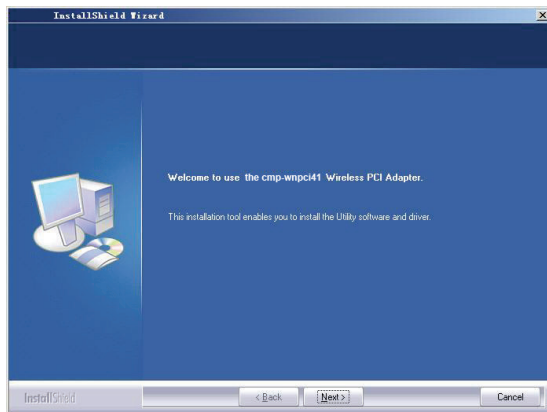 InstallShield Wizard
Welcome to use the cmp-wnpci41 Wireless PCI Adapter.
This installation tool enables you to install the Utility software and driver.
InstallShield
< Back
Next >
Cancel